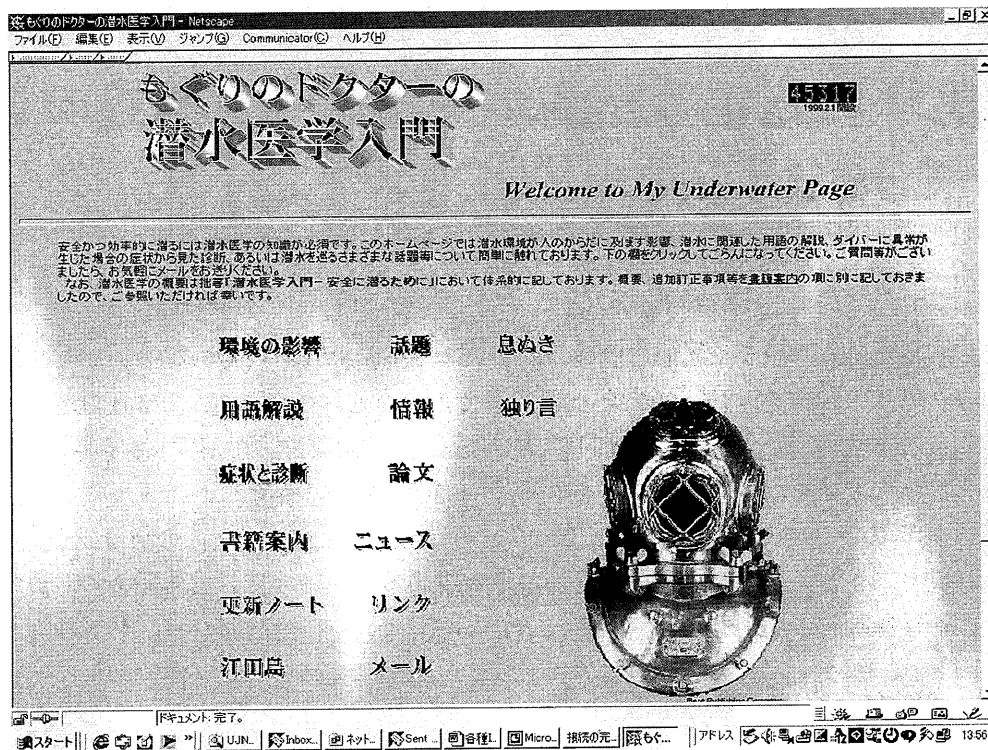 もぐりのドクターの潜水医学入門 - Netscape
ファイル(F) 編集(E) 表示(V) ジャンプ(G) Communicator(C) ヘルプ(H)
もぐりのドクターの
潜水医学入門
45317
1999.2.1開設
Welcome to My Underwater Page
安全かつ効率的に潜るには潜水医学の知識が必須です。このホームページでは潜水環境が人のからだに及ぼす影響、潜水に関連した用語の解説、ダイバーに異常が
生じた場合の症状から見た診断、あるいは潜水を巡るさまざまな話題等について簡単に触れております。下の欄をクリックしてごらんになってください。ご質問等がござい
ましたら、お気軽にメールをお送りください。
なお、潜水医学の概要は拙著「潜水医学入門－安全に潜るために」において体系的に記しております。概要、追加訂正事項等を書籍案内の項に別に記しておきま
したので、ご参照いただければ幸いです。
環境の影響 話題 息ぬき
用語解説 情報 独り言
症状と診断 論文
書籍案内 ニュース
更新ノート リンク
江田島 メール
Best Publishing Company
ドキュメント: 完了。
スタート UJN... Inbox... ネット... Sent ... 各種I... Micro... 接続の完... もぐ... アドレス 13:56